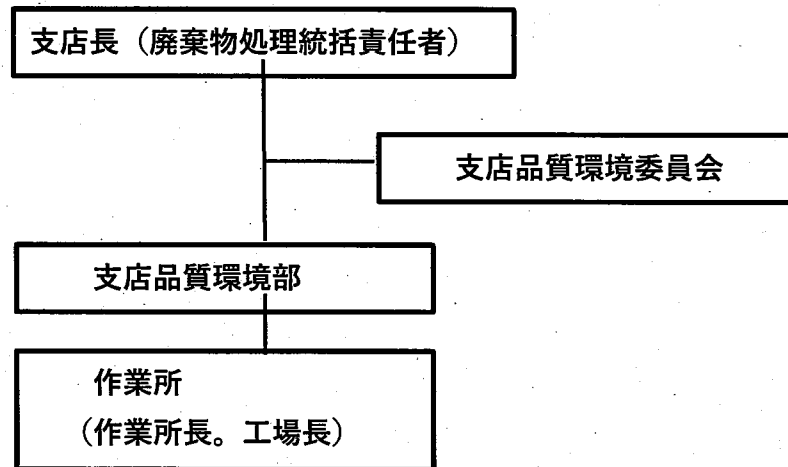 支店長（廃棄物処理統括責任者）
支店品質環境委員会
支店品質環境部
作業所
（作業所長。工場長）